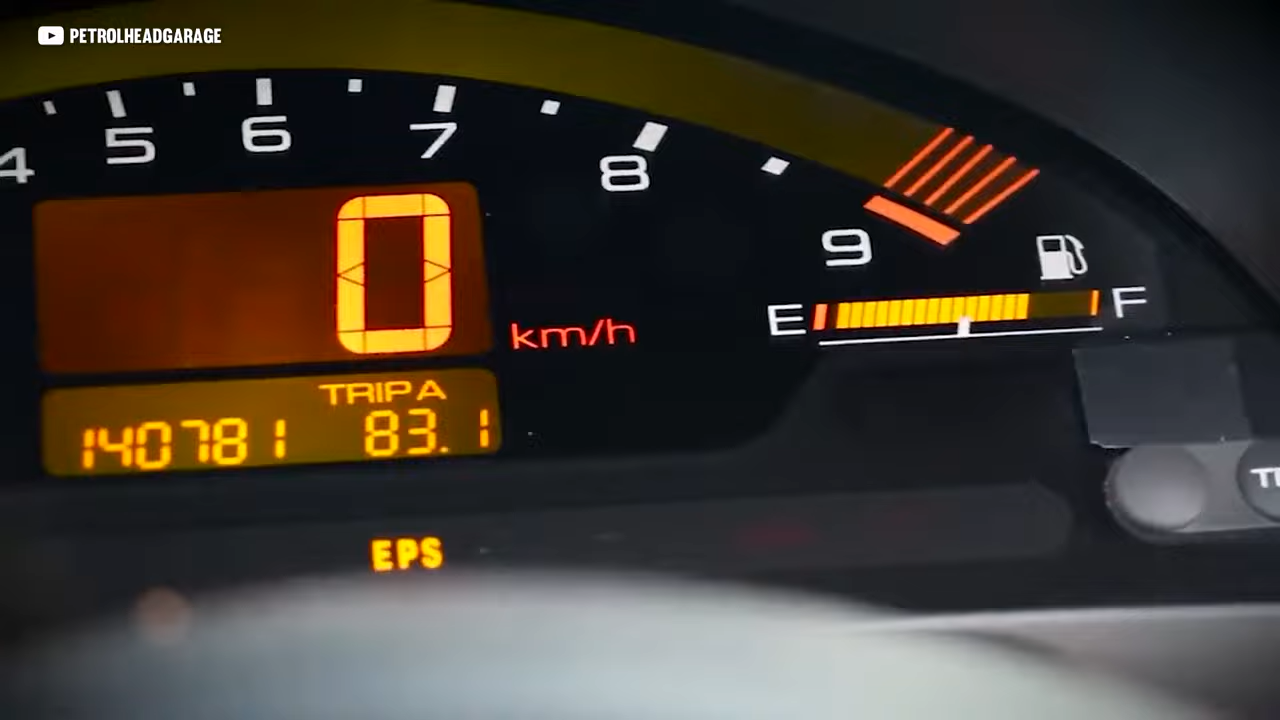 PETROLHEADGARAGE
4 5 6 7 8 9
0 km/h
E F
TRIP A
140781 83.1
EPS